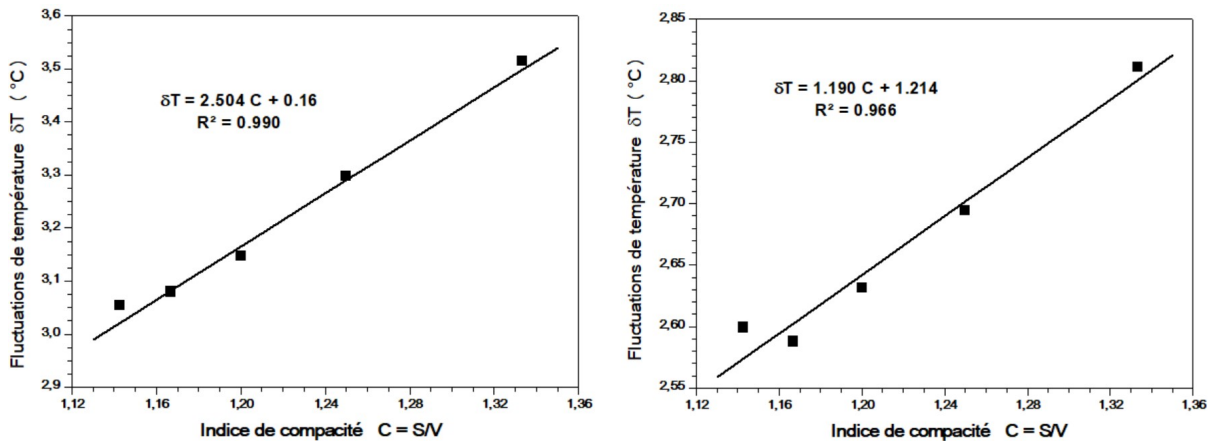 3,6
3,5
3,4
3,3
3,2
3,1
3,0
2,9
Fluctuations de température δT ( °C)
δT = 2.504 C + 0.16
R² = 0.990
1,12 1,16 1,20 1,24 1,28 1,32 1,36
Indice de compacité C = S/V
2,85
2,80
2,75
2,70
2,65
2,60
2,55
Fluctuations de température δT ( °C)
δT = 1.190 C + 1.214
R² = 0.966
1,12 1,16 1,20 1,24 1,28 1,32 1,36
Indice de compacité C = S/V